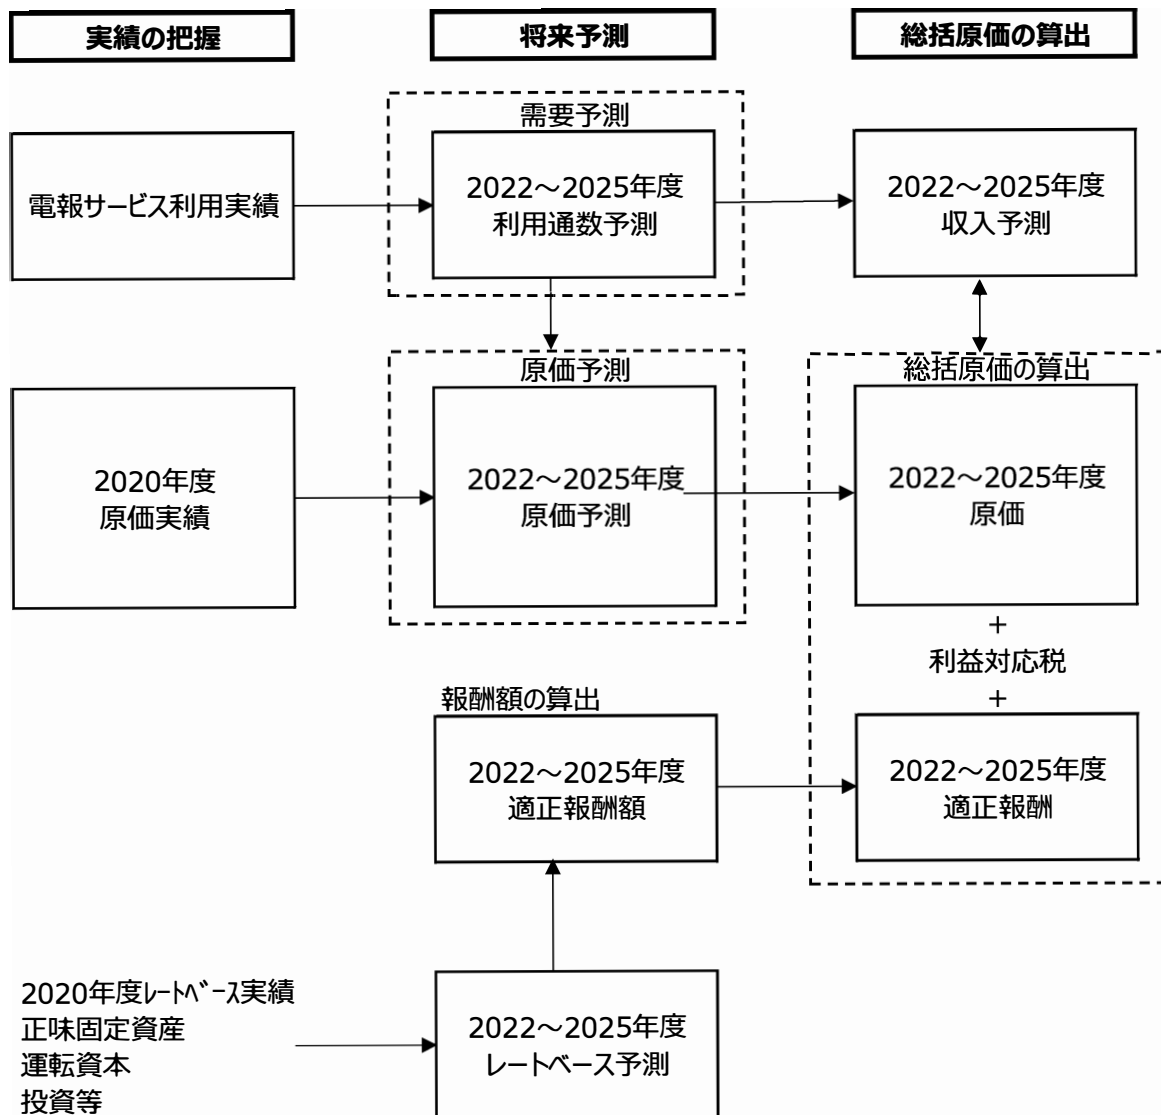 実績の把握
将来予測
総括原価の算出
需要予測
電報サービス利用実績
2022～2025年度
利用通数予測
2022～2025年度
収入予測
原価予測
総括原価の算出
2020年度
原価実績
2022～2025年度
原価予測
2022～2025年度
原価
+
利益対応税
+
報酬額の算出
2022～2025年度
適正報酬額
2022～2025年度
適正報酬
2020年度ﾚｰﾄﾍﾞｰｽ実績
正味固定資産
運転資本
投資等
2022～2025年度
レートベース予測